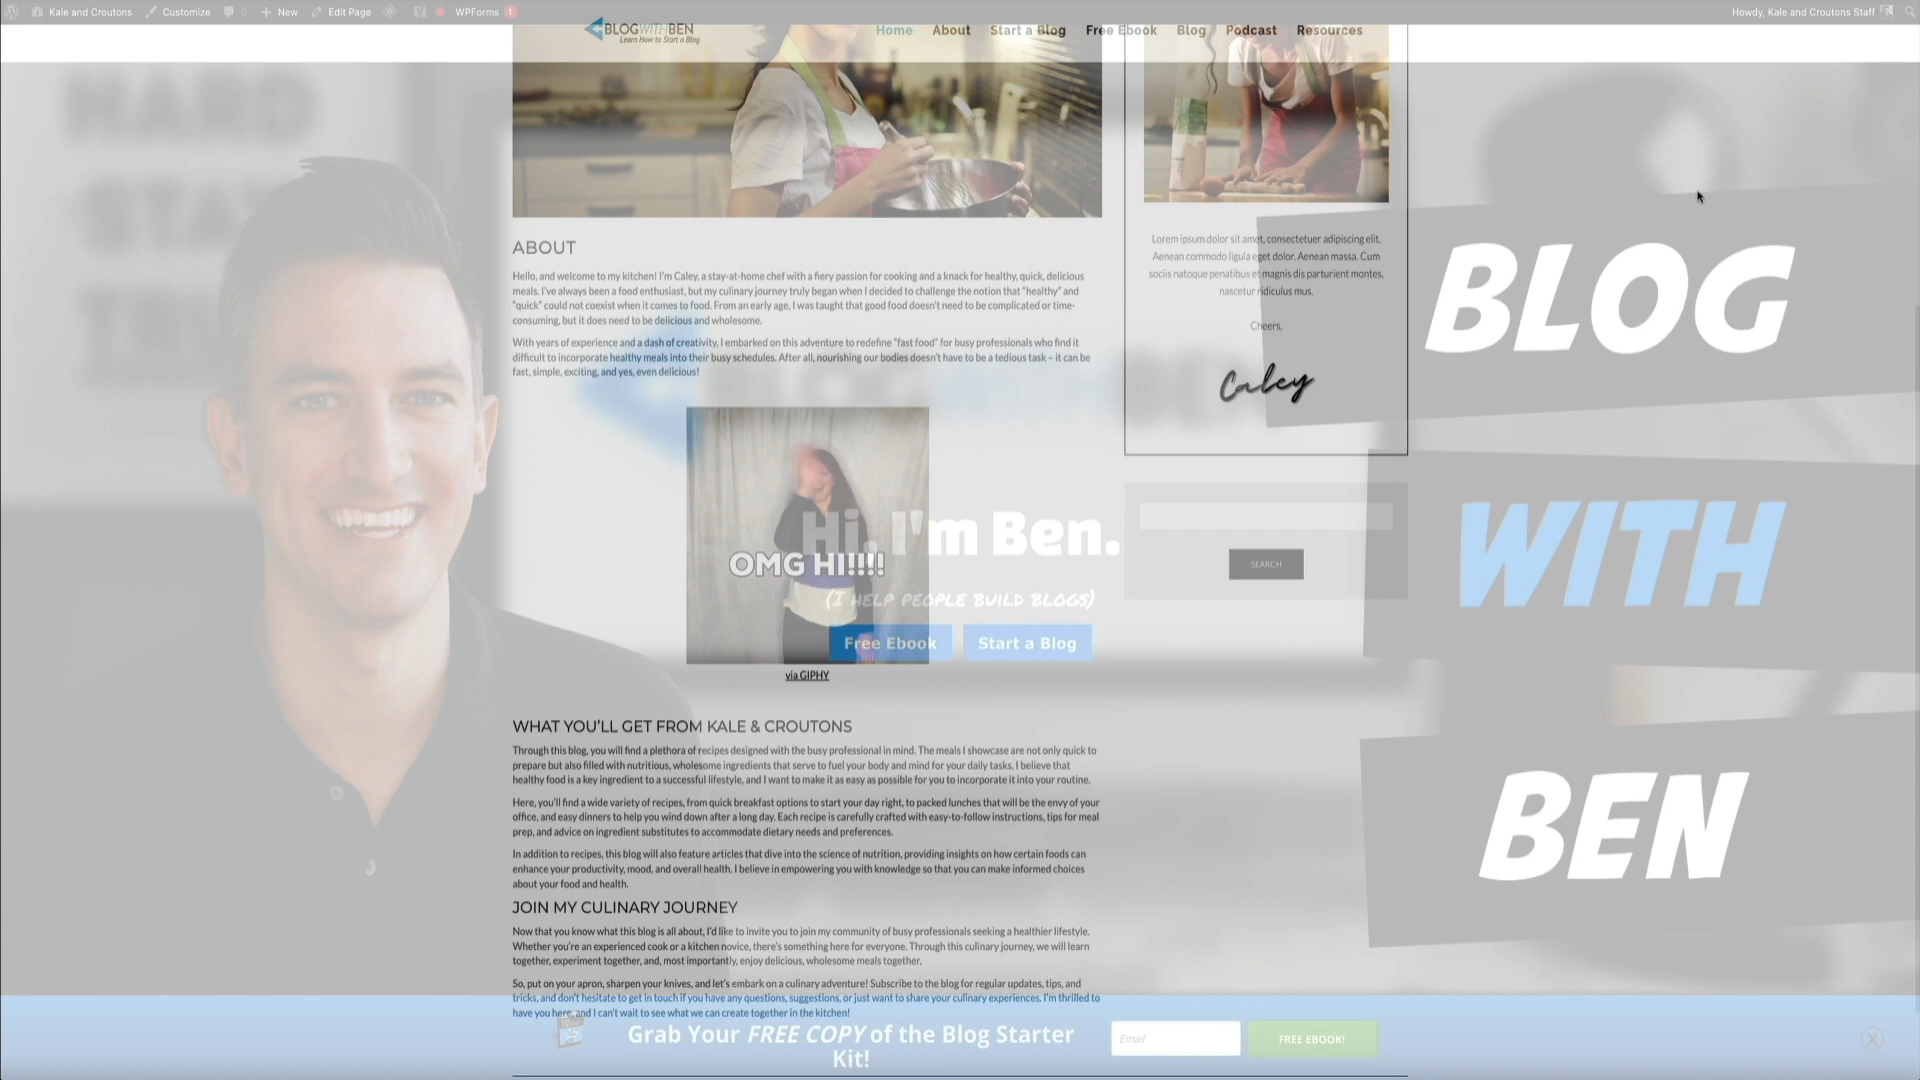 Kale and Croutons Customize 0 New Edit Page WPForms 1 Howdy, Kale and Croutons Staff
BLOGWITHBEN
Learn How to Start a Blog
Home About Start a Blog Free Ebook Blog Podcast Resources
HARD
ABOUT
Hello, and welcome to my kitchen! I'm Caley, a stay-at-home chef with a fiery passion for cooking and a knack for healthy, quick, delicious
meals. I've always been a food enthusiast, but my culinary journey truly began when I decided to challenge the notion that "healthy" and
"quick" could not coexist when it comes to food. From an early age, I was taught that good food doesn't need to be complicated or time-
consuming, but it does need to be delicious and wholesome.
With years of experience and a dash of creativity, I embarked on this adventure to redefine "fast food" for busy professionals who find it
difficult to incorporate healthy meals into their busy schedules. After all, nourishing our bodies doesn't have to be a tedious task – it can be
fast, simple, exciting, and yes, even delicious!
Lorem ipsum dolor sit amet, consectetuer adipiscing elit.
Aenean commodo ligula eget dolor. Aenean massa. Cum
sociis natoque penatibus et magnis dis parturient montes,
nascetur ridiculus mus.
Cheers,
Caley
BLOG
WITH
BEN
Hi, I'm Ben.
OMG HI!!!!
(I HELP PEOPLE BUILD BLOGS)
Free Ebook Start a Blog
SEARCH
via GIPHY
WHAT YOU'LL GET FROM KALE & CROUTONS
Through this blog, you will find a plethora of recipes designed with the busy professional in mind. The meals I showcase are not only quick to
prepare but also filled with nutritious, wholesome ingredients that serve to fuel your body and mind for your daily tasks. I believe that
healthy food is a key ingredient to a successful lifestyle, and I want to make it as easy as possible for you to incorporate it into your routine.
Here, you'll find a wide variety of recipes, from quick breakfast options to start your day right, to packed lunches that will be the envy of your
office, and easy dinners to help you wind down after a long day. Each recipe is carefully crafted with easy-to-follow instructions, tips for meal
prep, and advice on ingredient substitutes to accommodate dietary needs and preferences.
In addition to recipes, this blog will also feature articles that dive into the science of nutrition, providing insights on how certain foods can
enhance your productivity, mood, and overall health. I believe in empowering you with knowledge so that you can make informed choices
about your food and health.
JOIN MY CULINARY JOURNEY
Now that you know what this blog is all about, I'd like to invite you to join my community of busy professionals seeking a healthier lifestyle.
Whether you're an experienced cook or a kitchen novice, there's something here for everyone. Through this culinary journey, we will learn
together, experiment together, and, most importantly, enjoy delicious, wholesome meals together.
So, put on your apron, sharpen your knives, and let's embark on a culinary adventure! Subscribe to the blog for regular updates, tips, and
tricks, and don't hesitate to get in touch if you have any questions, suggestions, or just want to share your culinary experiences. I'm thrilled to
have you here, and I can't wait to see what we can create together in the kitchen!
Grab Your FREE COPY of the Blog Starter
Kit!
Email
FREE EBOOK!
X